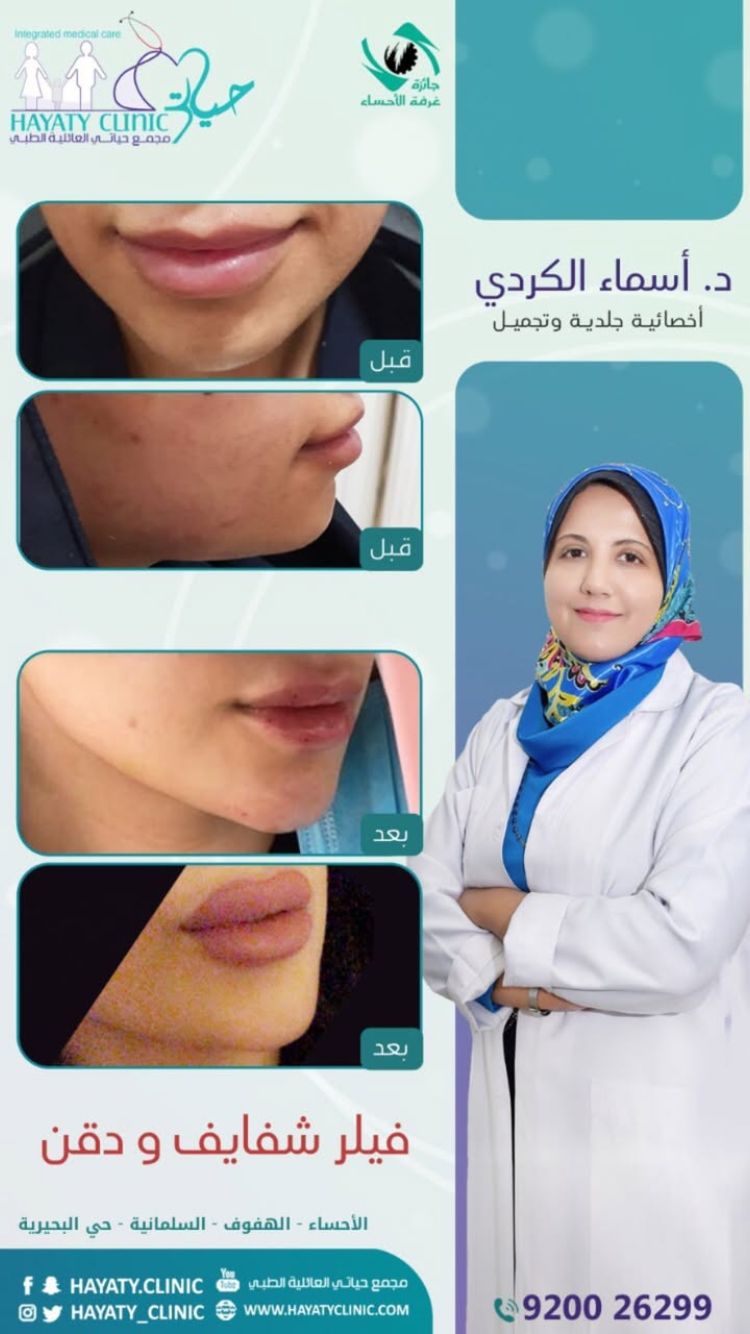 Integrated medical care
حياتي
HAYATY CLINIC
مجمع حياتي العائلية الطبي
جائزة
غرفة الأحساء
د. أسماء الكردي
أخصائية جلدية وتجميل
قبل
قبل
بعد
بعد
فيلر شفايف و دقن
الأحساء - الهفوف - السلمانية - حي البحيرية
HAYATY.CLINIC
You Tube
مجمع حياتي العائلية الطبي
HAYATY_CLINIC
WWW.HAYATYCLINIC.COM
9200 26299